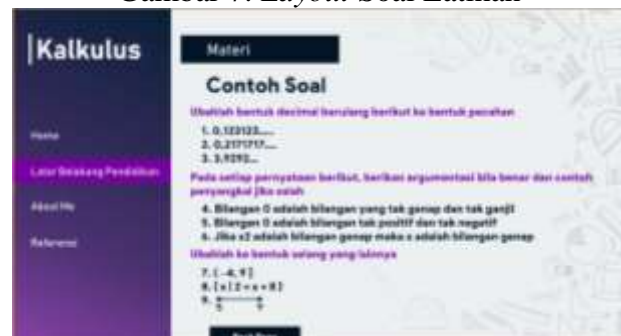 Gambar 7. Layout Soal Latihan
Kalkulus
Materi
Contoh Soal
Ubahlah bentuk decimal berulang berikut ke bentuk pecahan
1. 0,123123....
2. 0,2171717....
3. 3,9292...
Home
Latar Belakang Pendidikan
Pada setiap pernyataan berikut, berikan argumentasi bila benar dan contoh
penyangkal jika salah
About Me
4. Bilangan 0 adalah bilangan yang tak genap dan tak ganjil
5. Bilangan 0 adalah bilangan tak positif dan tak negatif
6. Jika x2 adalah bilangan genap maka x adalah bilangan genap
Referensi
Ubahlah ke bentuk selang yang lainnya
7. [-4, 9]
8. {x|2<x<8}
9.